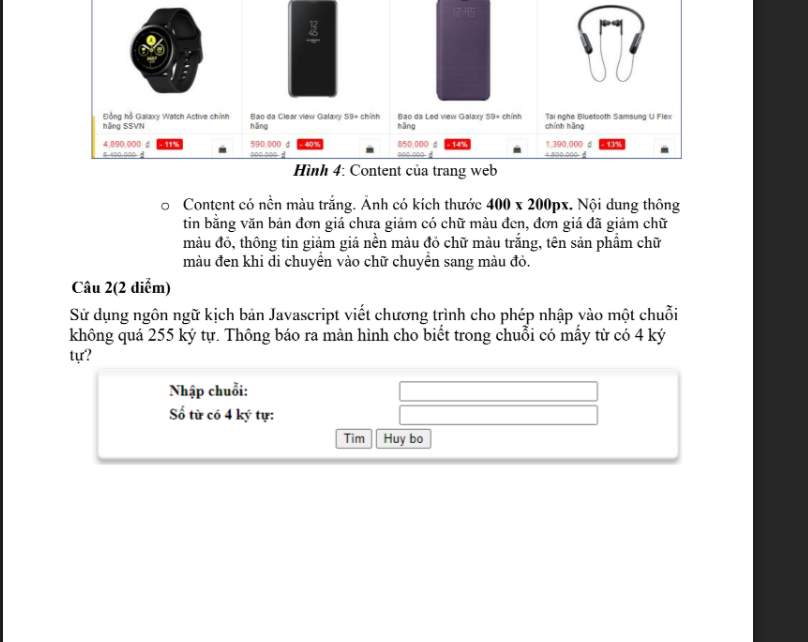 Đồng hồ Galaxy Watch Active chính
hãng SSVN
4,890,000 đ -11%
5,490,000 đ
Bao da Clear view Galaxy S9+ chính
hãng
590,000 đ -40%
990,000 đ
Bao da Led view Galaxy S9+ chính
hãng
850,000 đ -14%
990,000 đ
Tai nghe Bluetooth Samsung U Flex
chính hãng
1,390,000 đ -13%
Hình 4: Content của trang web
o Content có nền màu trắng. Ảnh có kích thước 400 x 200px. Nội dung thông
tin bằng văn bản đơn giá chưa giảm có chữ màu đen, đơn giá đã giảm chữ
màu đỏ, thông tin giảm giá nền màu đỏ chữ màu trắng, tên sản phẩm chữ
màu đen khi di chuyển vào chữ chuyển sang màu đỏ.
Câu 2(2 điểm)
Sử dụng ngôn ngữ kịch bản Javascript viết chương trình cho phép nhập vào một chuỗi
không quá 255 ký tự. Thông báo ra màn hình cho biết trong chuỗi có mấy từ có 4 ký
tự?
Nhập chuỗi:
Số từ có 4 ký tự:
Tim Huy bo